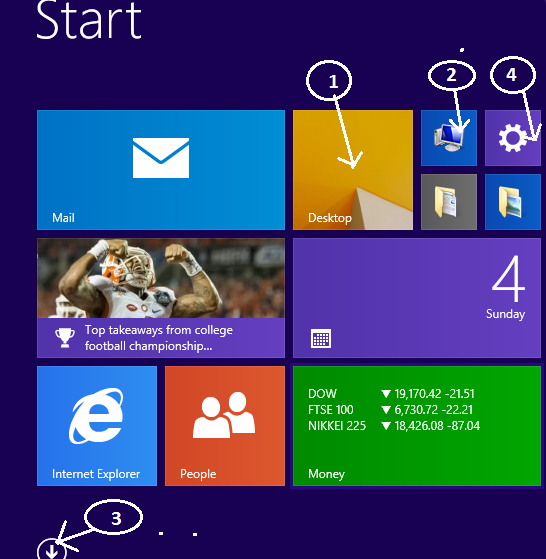 Start
1
2
4
Mail
Desktop
Top takeaways from college
football championship...
4
Sunday
Internet Explorer
People
DOW ▼ 19,170.42 -21.51
FTSE 100 ▼ 6,730.72 -22.21
NIKKEI 225 ▼ 18,426.08 -87.04
Money
3